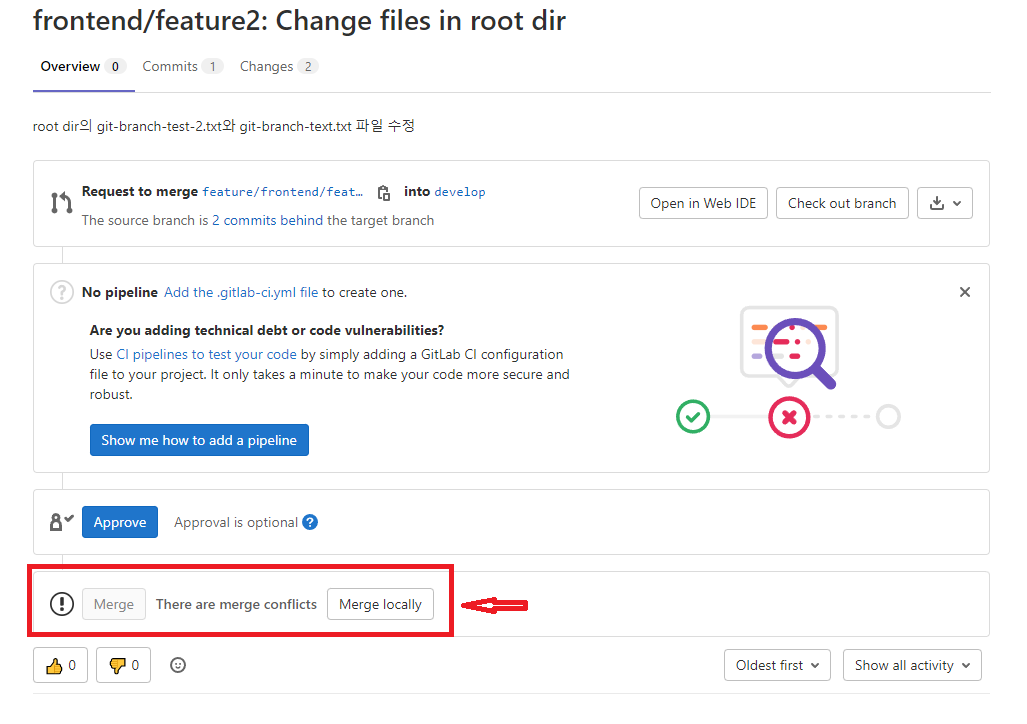 frontend/feature2: Change files in root dir
Overview 0 Commits 1 Changes 2
root dir의 git-branch-test-2.txt와 git-branch-text.txt 파일 수정
Request to merge feature/frontend/feat… into develop
The source branch is 2 commits behind the target branch
Open in Web IDE
Check out branch
No pipeline Add the .gitlab-ci.yml file to create one.
Are you adding technical debt or code vulnerabilities?
Use CI pipelines to test your code by simply adding a GitLab CI configuration
file to your project. It only takes a minute to make your code more secure and
robust.
Show me how to add a pipeline
Approve Approval is optional ?
Merge There are merge conflicts Merge locally
0 0 Oldest first Show all activity